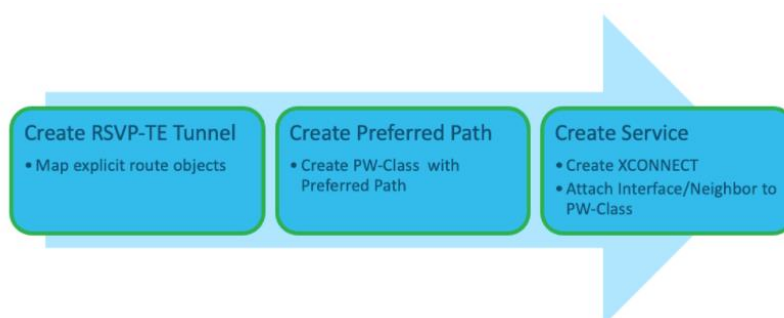 Create RSVP-TE Tunnel
• Map explicit route objects
Create Preferred Path
• Create PW-Class with
Preferred Path
Create Service
• Create XCONNECT
• Attach Interface/Neighbor to
PW-Class